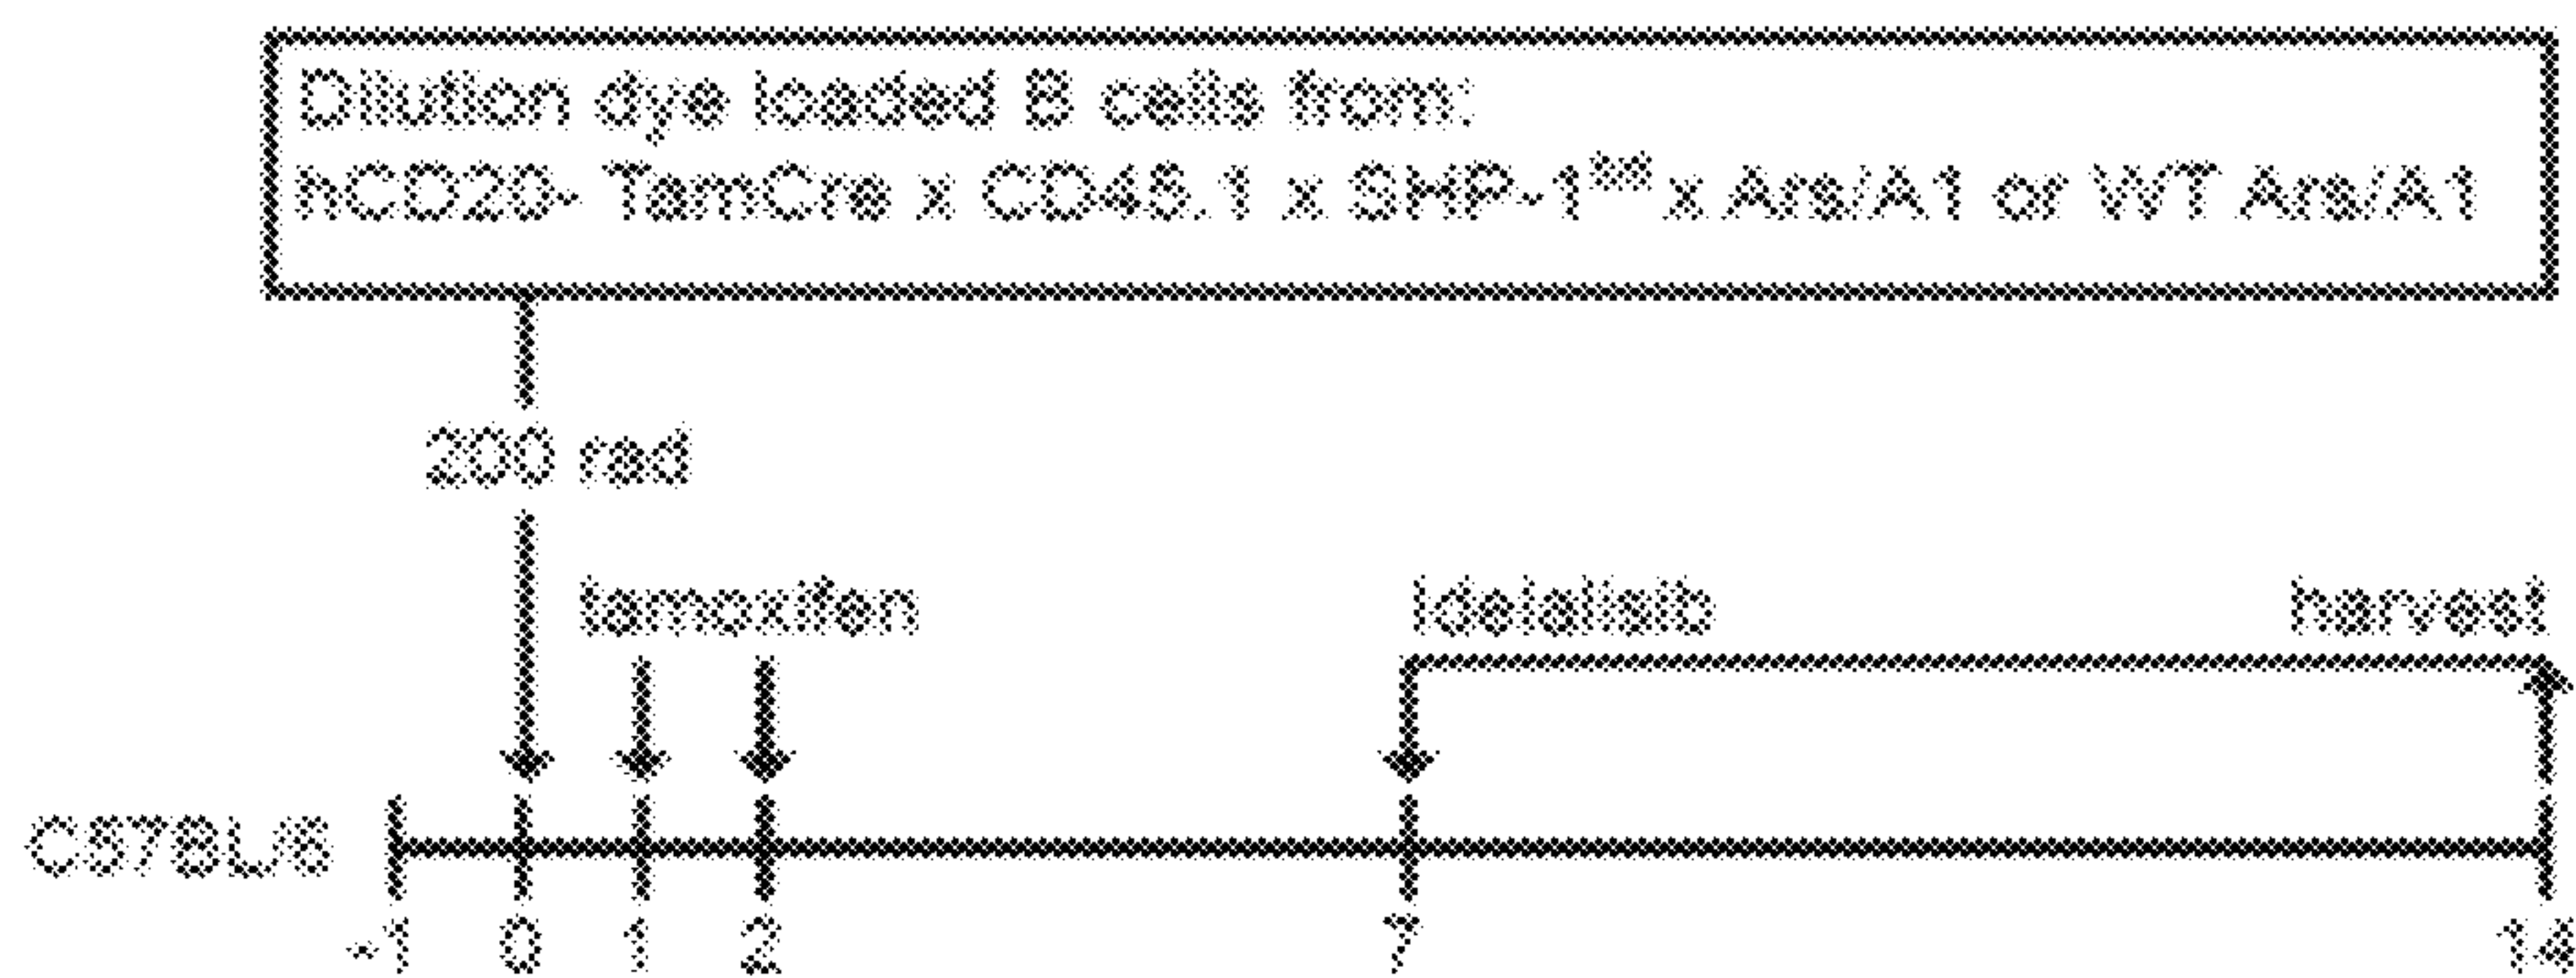 Dilution dye loaded B cells from:
hCD20- TamCre x CD45.1 x SHP-1 x Ars/A1 or WT Ars/A1
200 rad
tamoxifen
Idelalisib
harvest
C57BL/6
-1 0 1 2 7 14